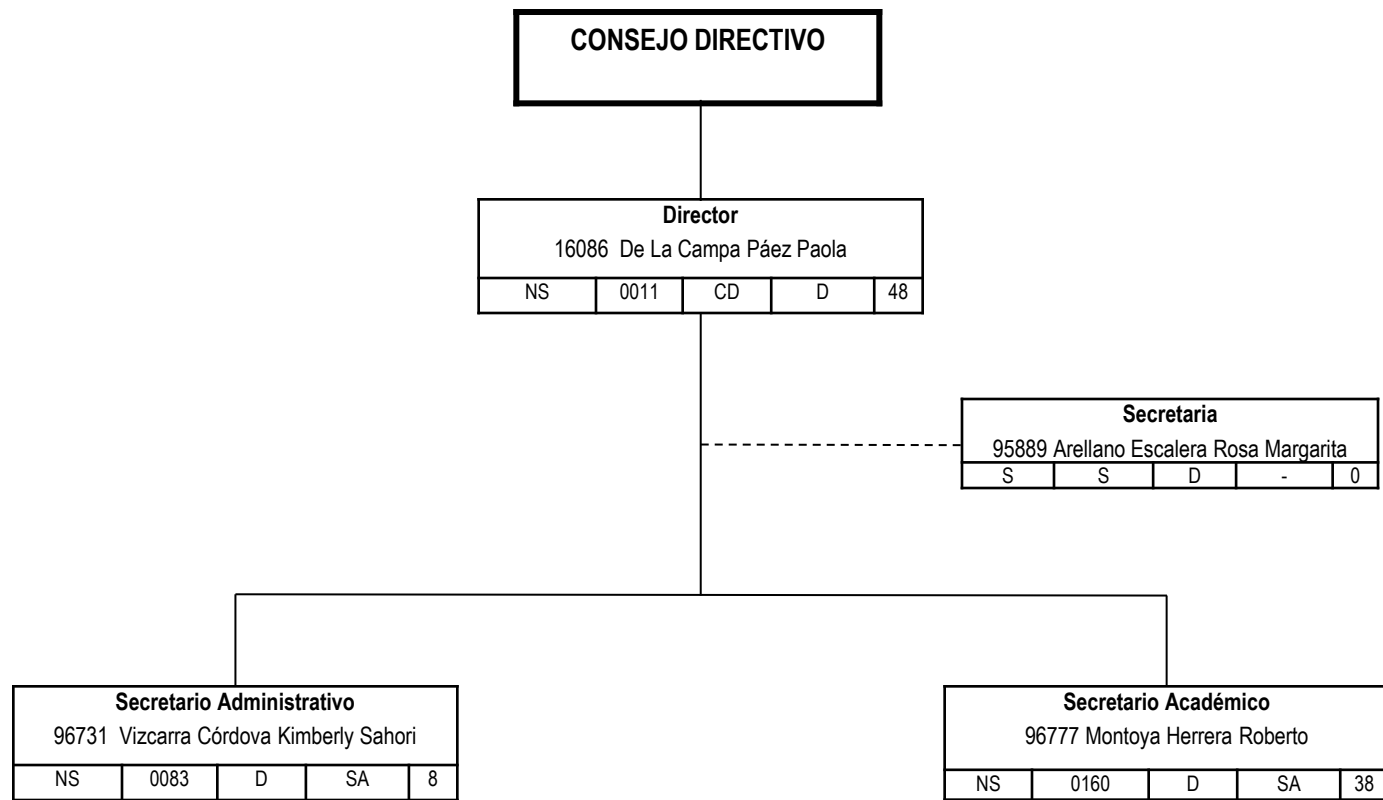 CONSEJO DIRECTIVO
Director
16086 De La Campa Páez Paola
NS 0011 CD D 48
Secretaria
95889 Arellano Escalera Rosa Margarita
S S D - 0
Secretario Administrativo
96731 Vizcarra Córdova Kimberly Sahori
NS 0083 D SA 8
Secretario Académico
96777 Montoya Herrera Roberto
NS 0160 D SA 38